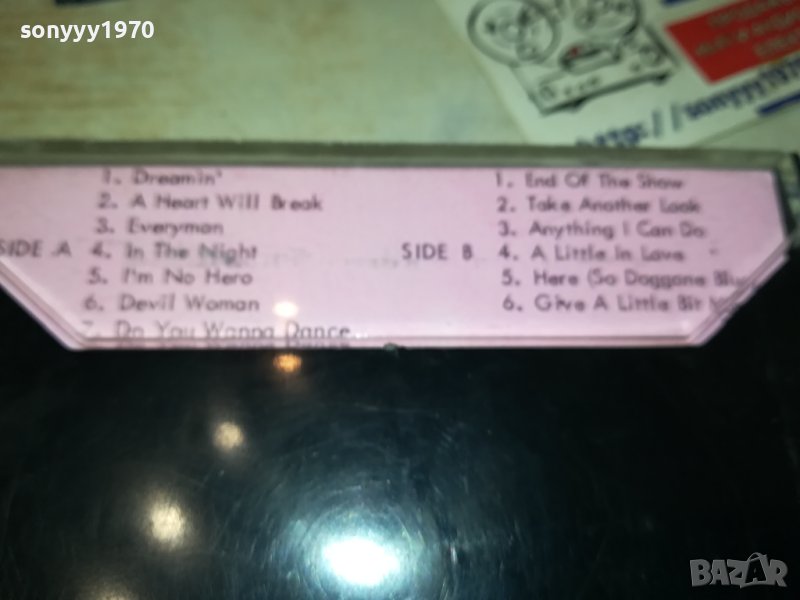 sonyyy1970
1. Dreamin'
2. A Heart Will Break
3. Everyman
SIDE A 4. In The Night
5. I'm No Hero
6. Devil Woman
7. Do You Wanna Dance
1. End Of The Show
2. Take Another Look
3. Anything I Can Do
SIDE B 4. A Little In Love
5. Here (So Doggone Blu
6. Give A Little Bit
BAZAR